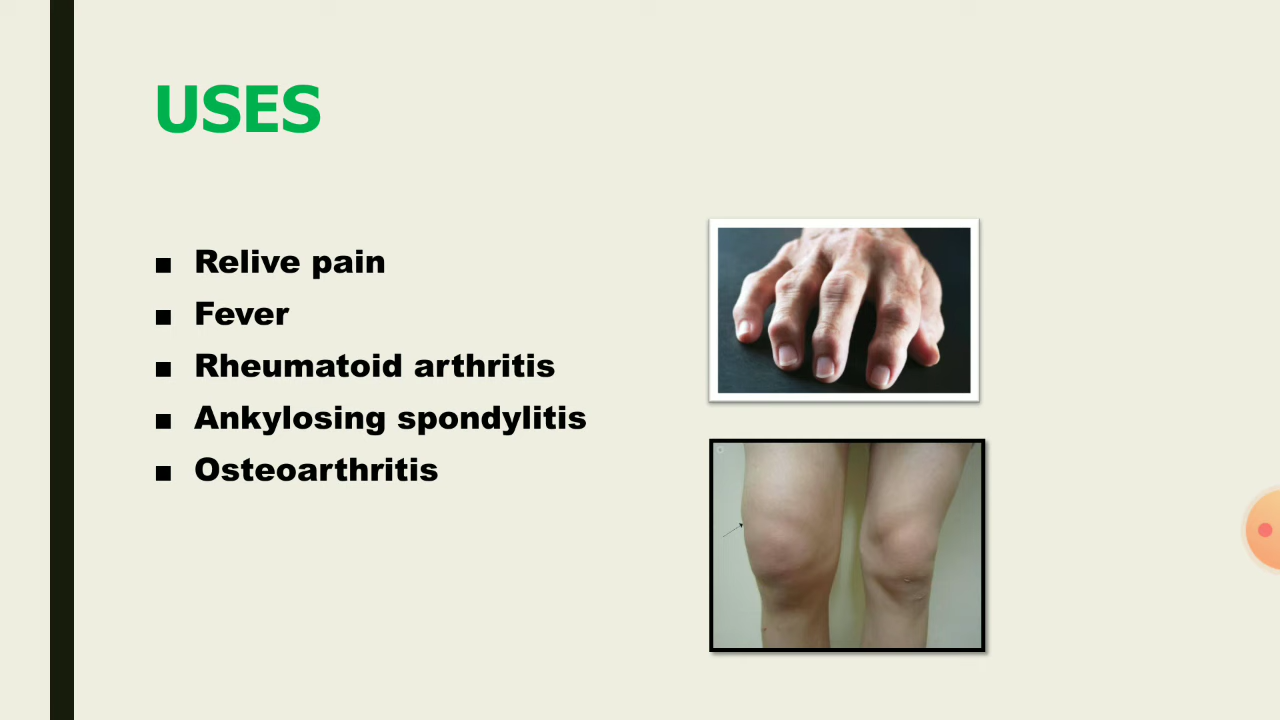 USES
▪ Relive pain
▪ Fever
▪ Rheumatoid arthritis
▪ Ankylosing spondylitis
▪ Osteoarthritis